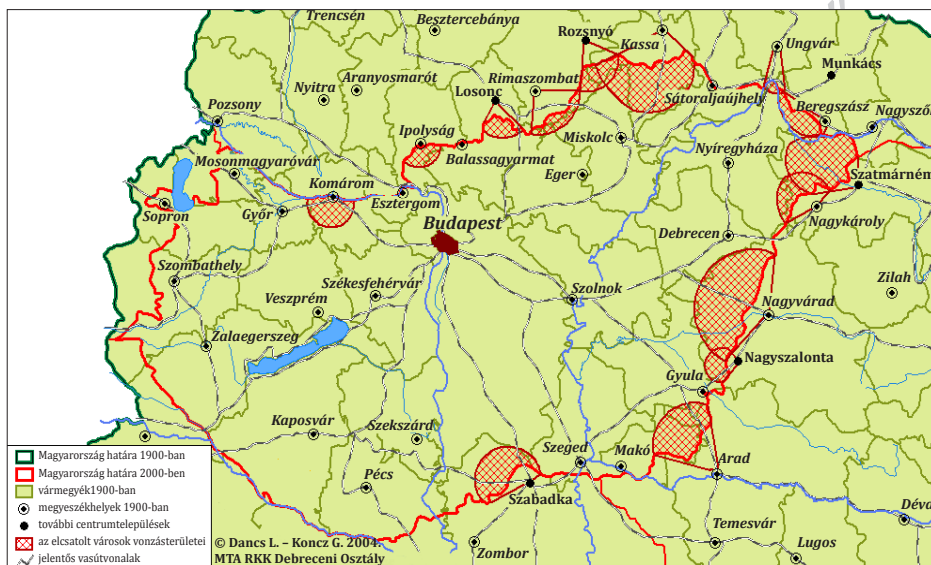 Trencsén
Besztercebánya
Rozsnyó
Kassa
Ungvár
Munkács
Nyitra
Aranyosmarót
Rimaszombat
Losonc
Sátoraljaújhely
Beregszász
Nagysző
Pozsony
Ipolyság
Miskolc
Balassagyarmat
Nyíregyháza
Mosonmagyaróvár
Eger
Szatmárném
Komárom
Esztergom
Sopron
Győr
Nagykároly
Budapest
Debrecen
Szombathely
Székesfehérvár
Zilah
Veszprém
Szolnok
Nagyvárad
Zalaegerszeg
Nagyszalonta
Gyula
Kaposvár
Szekszárd
Szeged
Makó
Arad
Pécs
Szabadka
Déva
Temesvár
Zombor
Lugos
Magyarország határa 1900-ban
Magyarország határa 2000-ben
vármegyék1900-ban
megyeszékhelyek 1900-ban
további centrumtelepülések
az elcsatolt városok vonzásterületei
jelentős vasútvonalak
© Dancs L. – Koncz G. 2004.
MTA RKK Debreceni Osztály